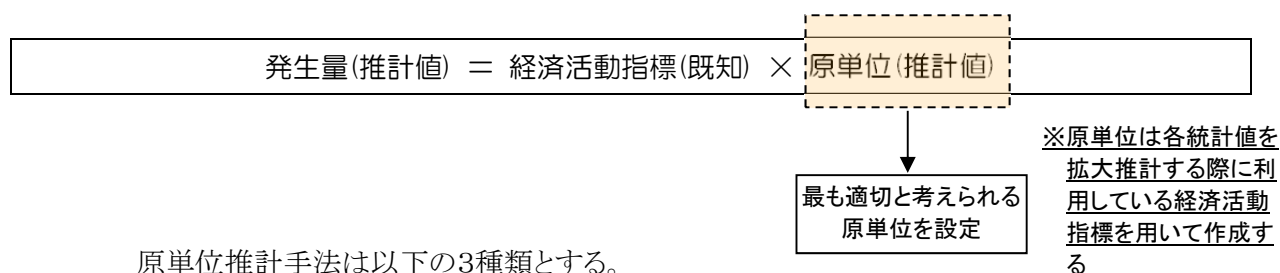 発生量(推計値) = 経済活動指標(既知) × 原単位(推計値)
最も適切と考えられる
原単位を設定
※原単位は各統計値を
拡大推計する際に利
用している経済活動
指標を用いて作成す
る
原単位推計手法は以下の3種類とする。